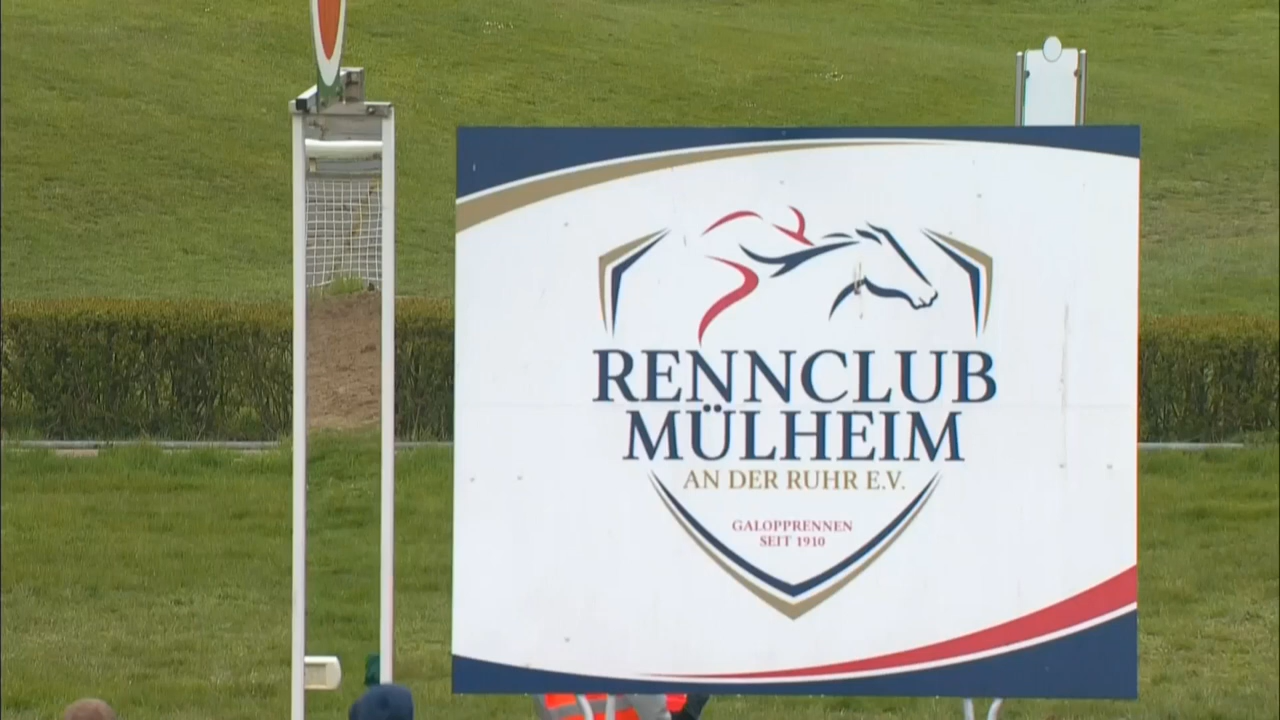 RENNCLUB
MÜLHEIM
AN DER RUHR E.V.
GALOPPRENNEN
SEIT 1910